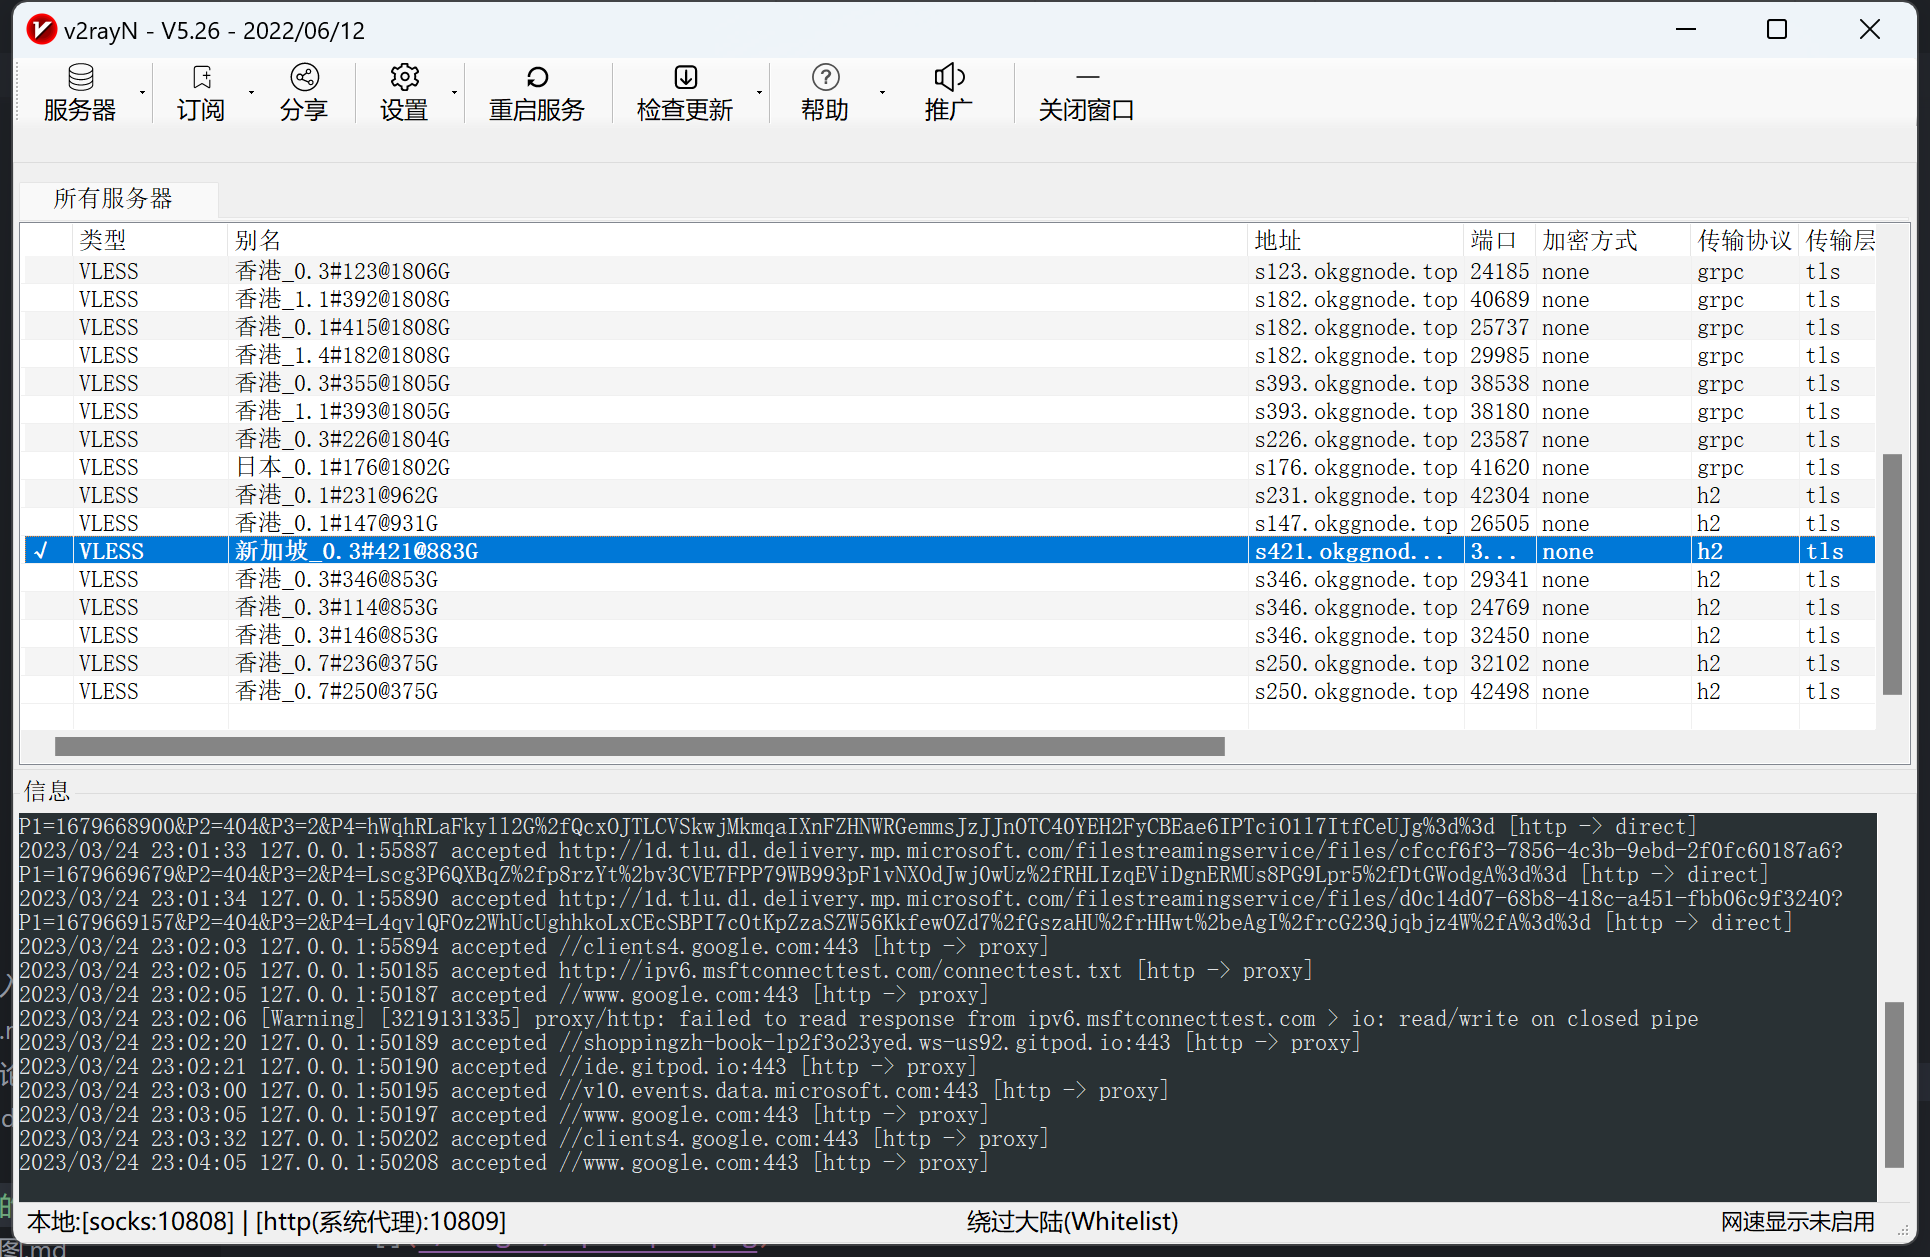 v2rayN - V5.26 - 2022/06/12
服务器 订阅 分享 设置 重启服务 检查更新 帮助 推广 关闭窗口
所有服务器
类型 别名 地址 端口 加密方式 传输协议 传输层
VLESS 香港_0.3#123@1806G s123.okggnode.top 24185 none grpc tls
VLESS 香港_1.1#392@1808G s182.okggnode.top 40689 none grpc tls
VLESS 香港_0.1#415@1808G s182.okggnode.top 25737 none grpc tls
VLESS 香港_1.4#182@1808G s182.okggnode.top 29985 none grpc tls
VLESS 香港_0.3#355@1805G s393.okggnode.top 38538 none grpc tls
VLESS 香港_1.1#393@1805G s393.okggnode.top 38180 none grpc tls
VLESS 香港_0.3#226@1804G s226.okggnode.top 23587 none grpc tls
VLESS 日本_0.1#176@1802G s176.okggnode.top 41620 none grpc tls
VLESS 香港_0.1#231@962G s231.okggnode.top 42304 none h2 tls
VLESS 香港_0.1#147@931G s147.okggnode.top 26505 none h2 tls
√ VLESS 新加坡_0.3#421@883G s421.okggnod... 3... none h2 tls
VLESS 香港_0.3#346@853G s346.okggnode.top 29341 none h2 tls
VLESS 香港_0.3#114@853G s346.okggnode.top 24769 none h2 tls
VLESS 香港_0.3#146@853G s346.okggnode.top 32450 none h2 tls
VLESS 香港_0.7#236@375G s250.okggnode.top 32102 none h2 tls
VLESS 香港_0.7#250@375G s250.okggnode.top 42498 none h2 tls
信息
P1=1679668900&P2=404&P3=2&P4=hWqhRLaFkyll2G%2fQcxOJTLCVSkwjMkmqaIXnFZHNWRGemmsJzJJnOTC40YEH2FyCBEae6IPTciO1l7ItfCeUJg%3d%3d [http -> direct]
2023/03/24 23:01:33 127.0.0.1:55887 accepted http://1d.tlu.dl.delivery.mp.microsoft.com/filestreamingservice/files/cfccf6f3-7856-4c3b-9ebd-2f0fc60187a6?
P1=1679669679&P2=404&P3=2&P4=Lscg3P6QXBqZ%2fp8rzYt%2bv3CVE7FPP79WB993pF1vNXOdJwj0wUz%2fRHLIzqEViDgnERMUs8PG9Lpr5%2fDtGWodgA%3d%3d [http -> direct]
2023/03/24 23:01:34 127.0.0.1:55890 accepted http://1d.tlu.dl.delivery.mp.microsoft.com/filestreamingservice/files/d0c14d07-68b8-418c-a451-fbb06c9f3240?
P1=1679669157&P2=404&P3=2&P4=L4qvlQFOz2WhUcUghhkoLxCEcSBPI7c0tKpZzaSZW56KkfewOZd7%2fGszaHU%2frHHwt%2beAgI%2frcG23Qjqbjz4W%2fA%3d%3d [http -> direct]
2023/03/24 23:02:03 127.0.0.1:55894 accepted //clients4.google.com:443 [http -> proxy]
2023/03/24 23:02:05 127.0.0.1:50185 accepted http://ipv6.msftconnecttest.com/connecttest.txt [http -> proxy]
2023/03/24 23:02:05 127.0.0.1:50187 accepted //www.google.com:443 [http -> proxy]
2023/03/24 23:02:06 [Warning] [3219131335] proxy/http: failed to read response from ipv6.msftconnecttest.com > io: read/write on closed pipe
2023/03/24 23:02:20 127.0.0.1:50189 accepted //shoppingzh-book-lp2f3o23yed.ws-us92.gitpod.io:443 [http -> proxy]
2023/03/24 23:02:21 127.0.0.1:50190 accepted //ide.gitpod.io:443 [http -> proxy]
2023/03/24 23:03:00 127.0.0.1:50195 accepted //v10.events.data.microsoft.com:443 [http -> proxy]
2023/03/24 23:03:05 127.0.0.1:50197 accepted //www.google.com:443 [http -> proxy]
2023/03/24 23:03:32 127.0.0.1:50202 accepted //clients4.google.com:443 [http -> proxy]
2023/03/24 23:04:05 127.0.0.1:50208 accepted //www.google.com:443 [http -> proxy]
本地:[socks:10808] | [http(系统代理):10809] 绕过大陆(Whitelist) 网速显示未启用
图.md